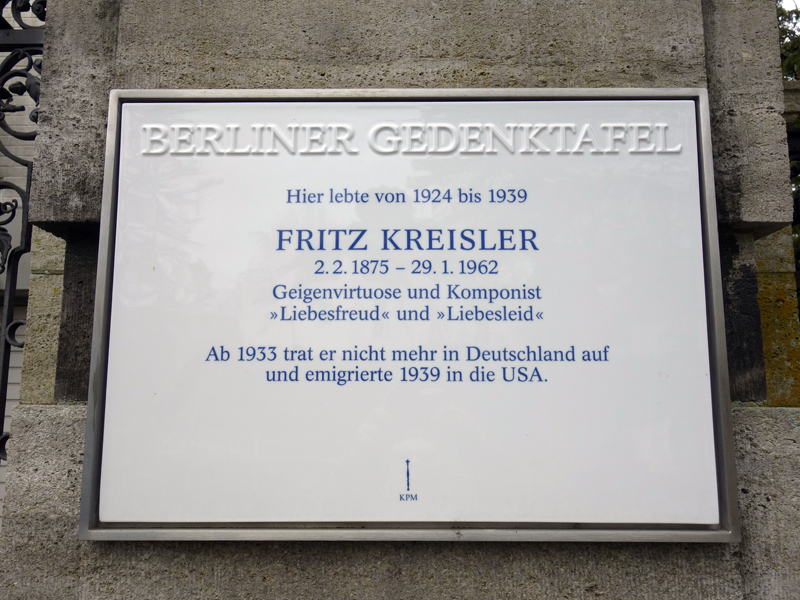 BERLINER GEDENKTAFEL
Hier lebte von 1924 bis 1939
FRITZ KREISLER
2. 2. 1875 – 29. 1. 1962
Geigenvirtuose und Komponist
»Liebesfreud« und »Liebesleid«
Ab 1933 trat er nicht mehr in Deutschland auf
und emigrierte 1939 in die USA.
KPM